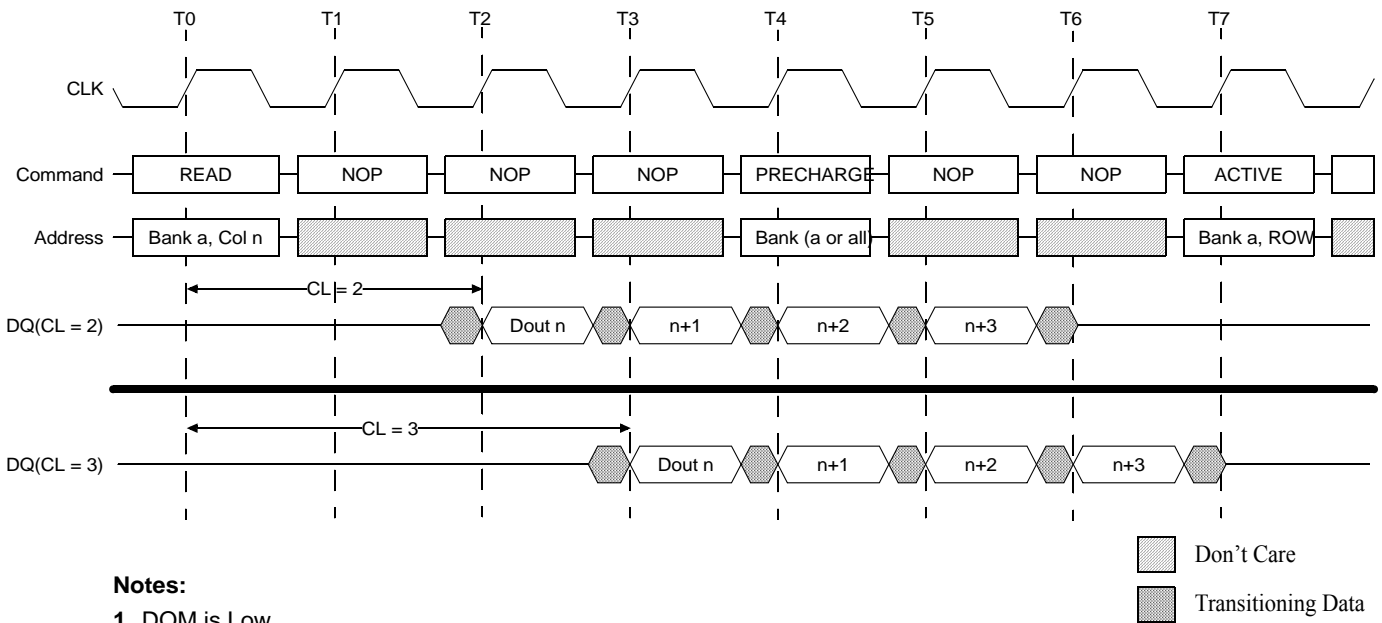 T0 T1 T2 T3 T4 T5 T6 T7
CLK
Command READ NOP NOP NOP PRECHARGE NOP NOP ACTIVE
Address Bank a, Col n Bank (a or all) Bank a, ROW
CL = 2
DQ(CL = 2) Dout n n+1 n+2 n+3
CL = 3
DQ(CL = 3) Dout n n+1 n+2 n+3
Don’t Care
Notes:
Transitioning Data
1. DQM is Low